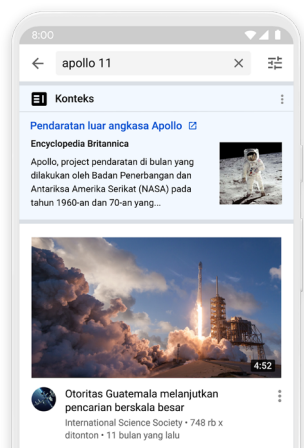 8:00
apollo 11
Konteks
Pendaratan luar angkasa Apollo
Encyclopedia Britannica
Apollo, project pendaratan di bulan yang
dilakukan oleh Badan Penerbangan dan
Antariksa Amerika Serikat (NASA) pada
tahun 1960-an dan 70-an yang...
4:52
Otoritas Guatemala melanjutkan
pencarian berskala besar
International Science Society • 748 rb x
ditonton • 11 bulan yang lalu